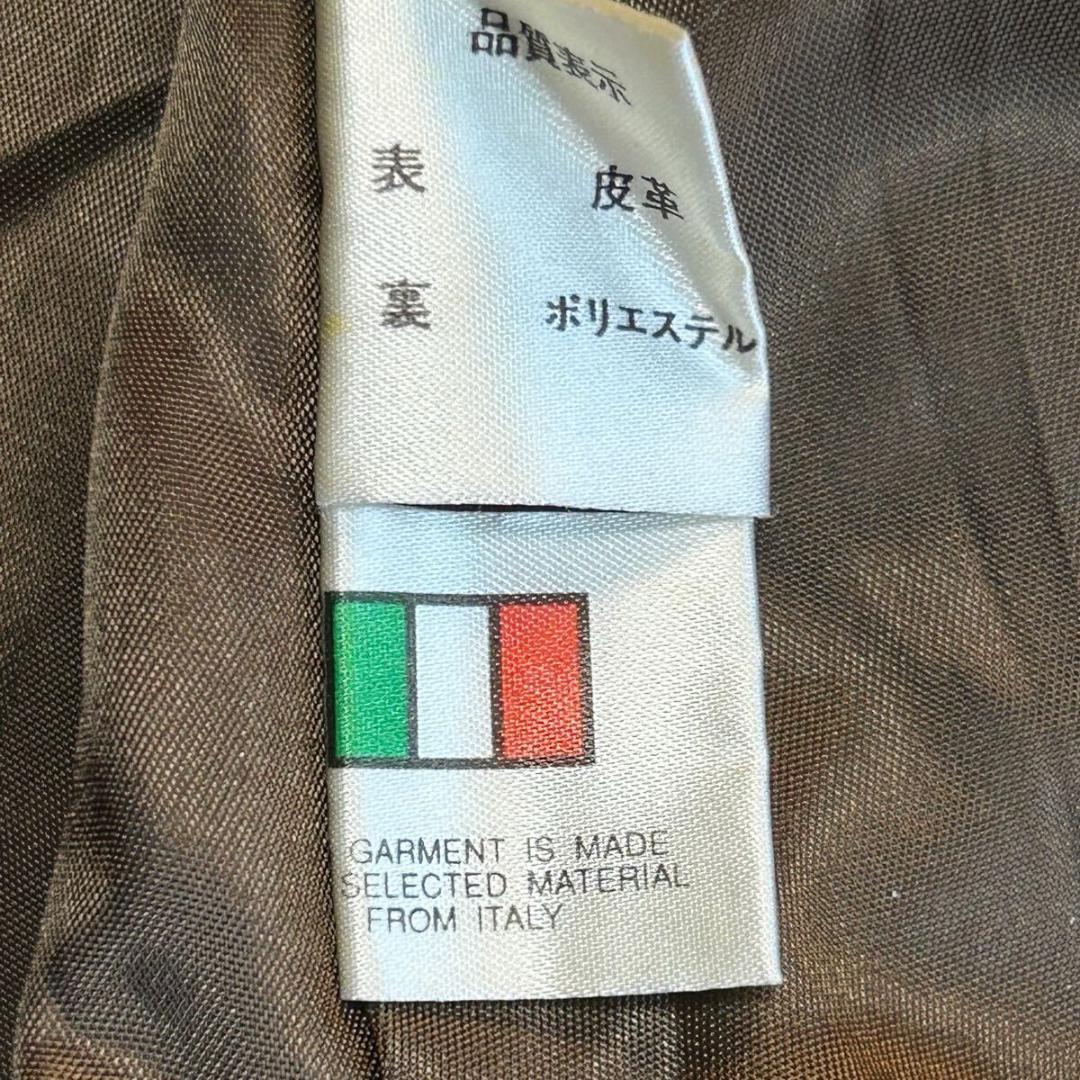 品質表示
表 皮革
裏 ポリエステル
GARMENT IS MADE
SELECTED MATERIAL
FROM ITALY